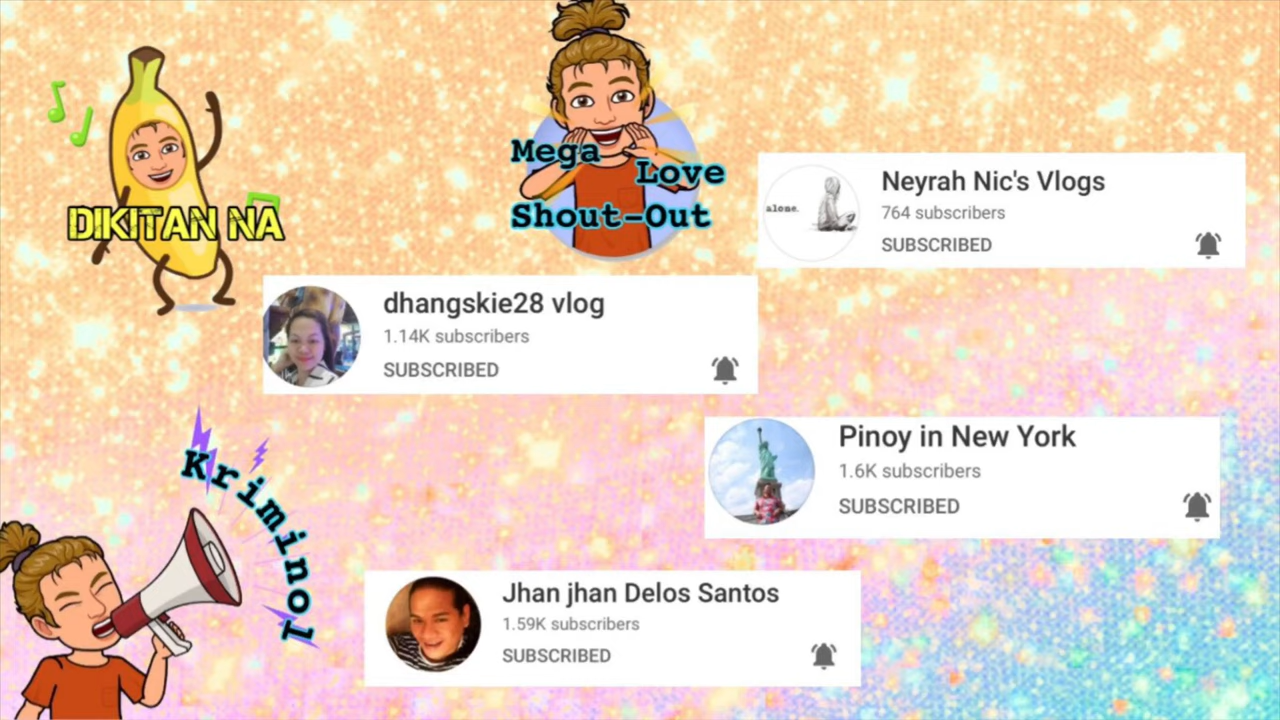 DIKITAN NA
Mega Love
Shout-Out
Neyrah Nic's Vlogs
764 subscribers
SUBSCRIBED
alone.
dhangskie28 vlog
1.14K subscribers
SUBSCRIBED
Pinoy in New York
1.6K subscribers
SUBSCRIBED
Kriminol
Jhan jhan Delos Santos
1.59K subscribers
SUBSCRIBED